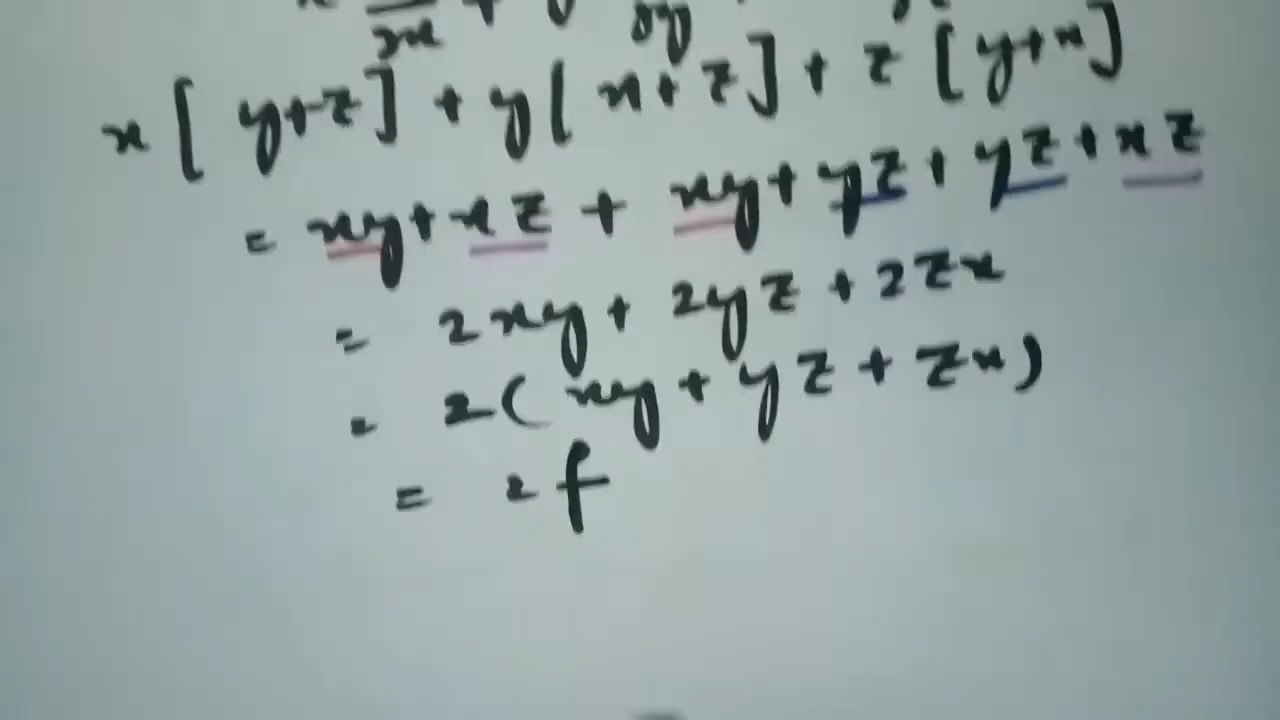 x [ y+z ] + y [ x+z ] + z [ y+x ]
= xy + xz + xy + yz + yz + xz
= 2xy + 2yz + 2zx
= 2( xy + yz + zx )
= 2f